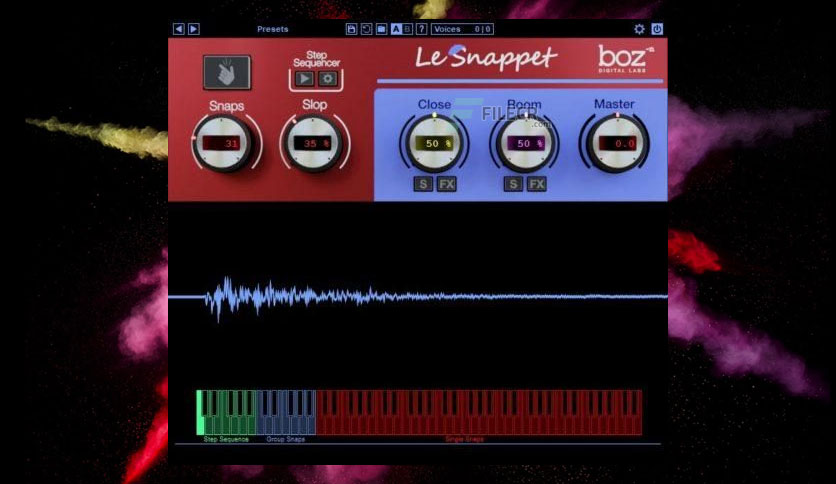 Presets
A B
?
Voices 0 | 0
Step
Sequencer
Le Snappet
boz
DIGITAL LABS
Snaps
Slop
Close
Room
Master
FILECR
.com
31
35 %
50 %
50 %
0.0
S FX
S FX
Step Sequence
Group Snaps
Single Snaps